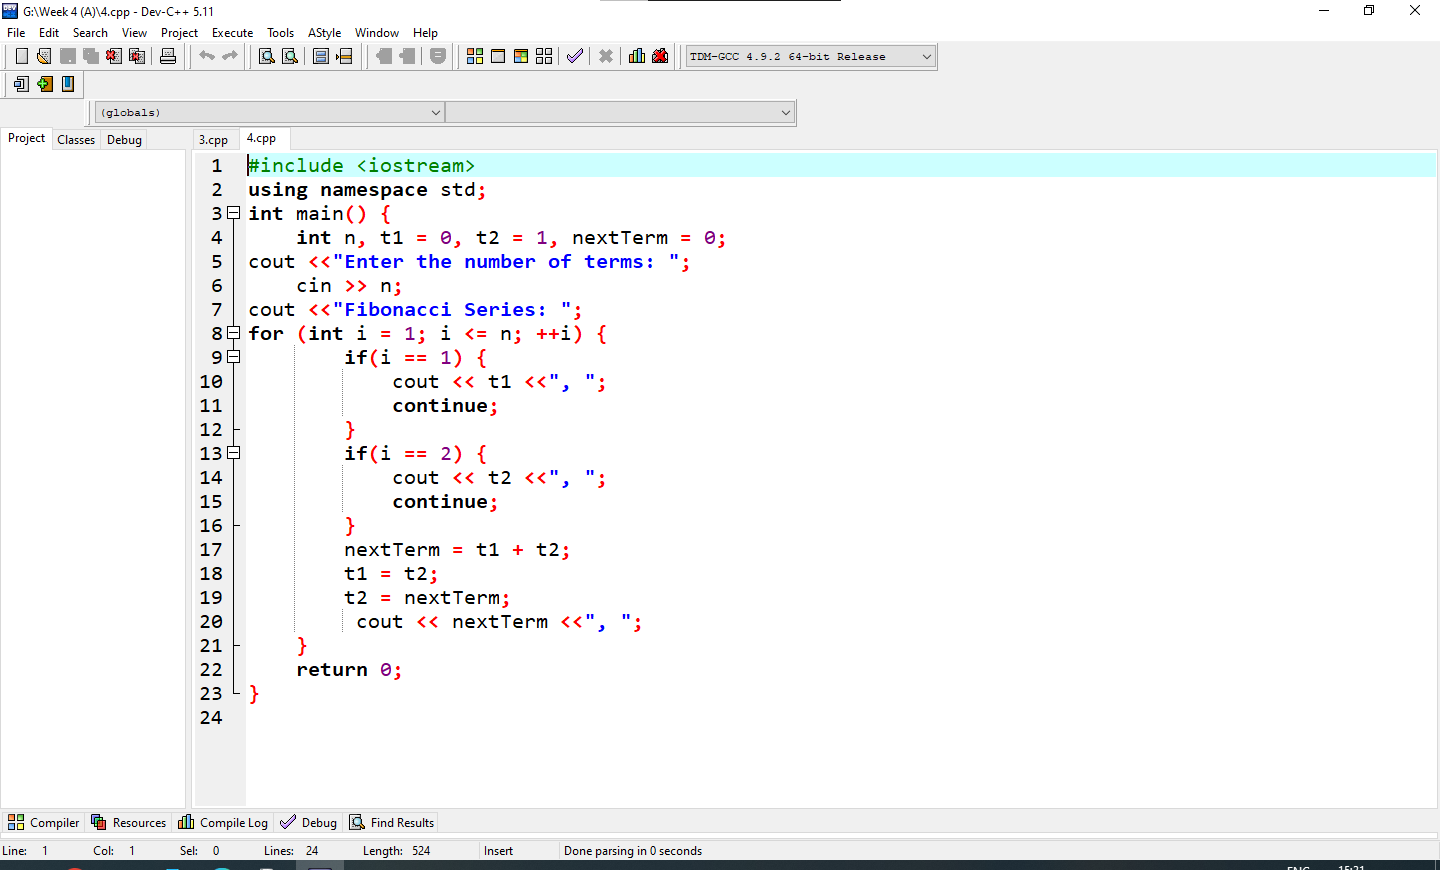 G:\Week 4 (A)\4.cpp - Dev-C++ 5.11
File Edit Search View Project Execute Tools AStyle Window Help
TDM-GCC 4.9.2 64-bit Release
(globals)
Project Classes Debug 3.cpp 4.cpp
1 #include <iostream>
2 using namespace std;
3 int main() {
4 int n, t1 = 0, t2 = 1, nextTerm = 0;
5 cout <<"Enter the number of terms: ";
6 cin >> n;
7 cout <<"Fibonacci Series: ";
8 for (int i = 1; i <= n; ++i) {
9 if(i == 1) {
10 cout << t1 <<", ";
11 continue;
12 }
13 if(i == 2) {
14 cout << t2 <<", ";
15 continue;
16 }
17 nextTerm = t1 + t2;
18 t1 = t2;
19 t2 = nextTerm;
20 cout << nextTerm <<", ";
21 }
22 return 0;
23 }
24
Compiler Resources Compile Log Debug Find Results
Line: 1 Col: 1 Sel: 0 Lines: 24 Length: 524 Insert Done parsing in 0 seconds